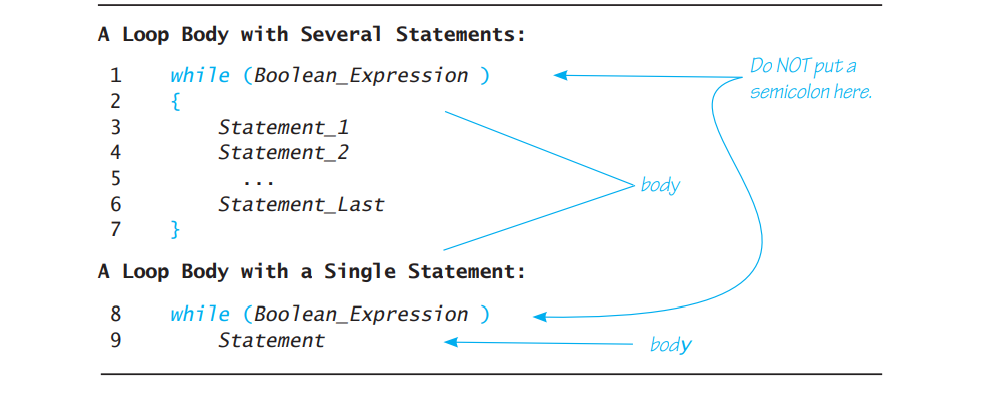 A Loop Body with Several Statements:
1 while (Boolean_Expression )
Do NOT put a
semicolon here.
2 {
3 Statement_1
4 Statement_2
5 ...
body
6 Statement_Last
7 }
A Loop Body with a Single Statement:
8 while (Boolean_Expression )
9 Statement
body